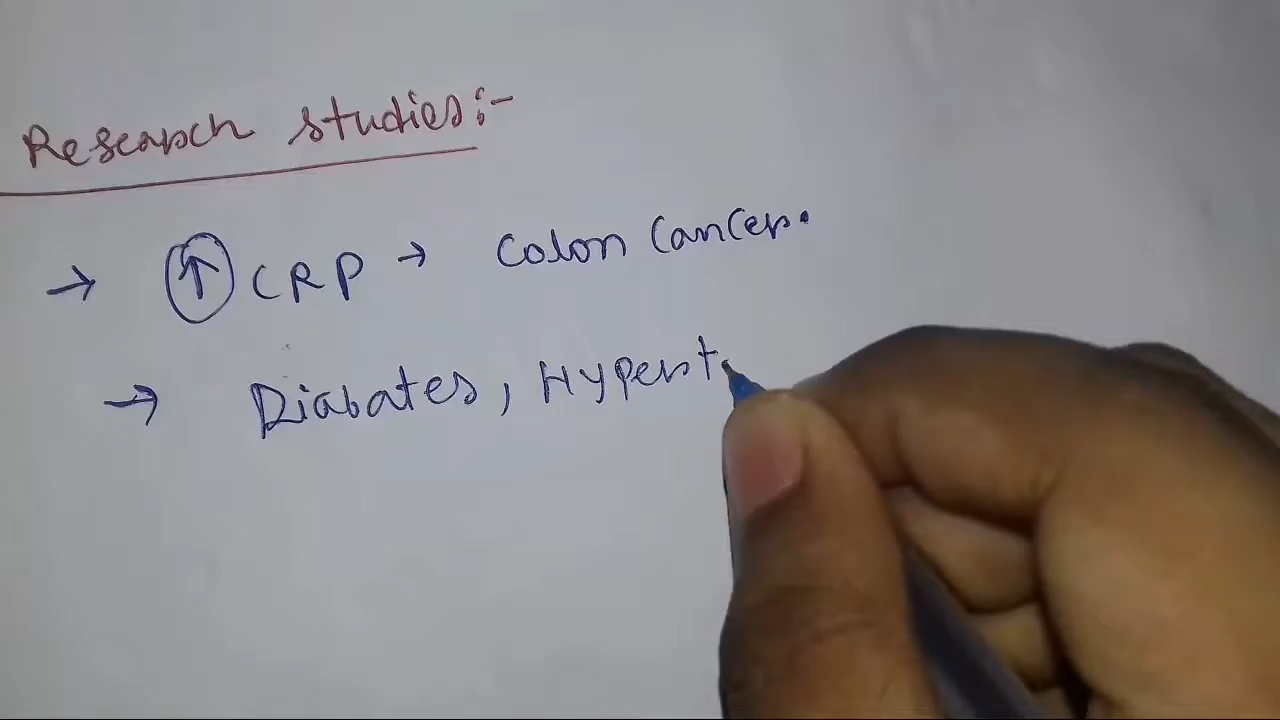 Research studies:-
→ ↑ CRP → Colon Cancer.
→ Diabates, Hypert